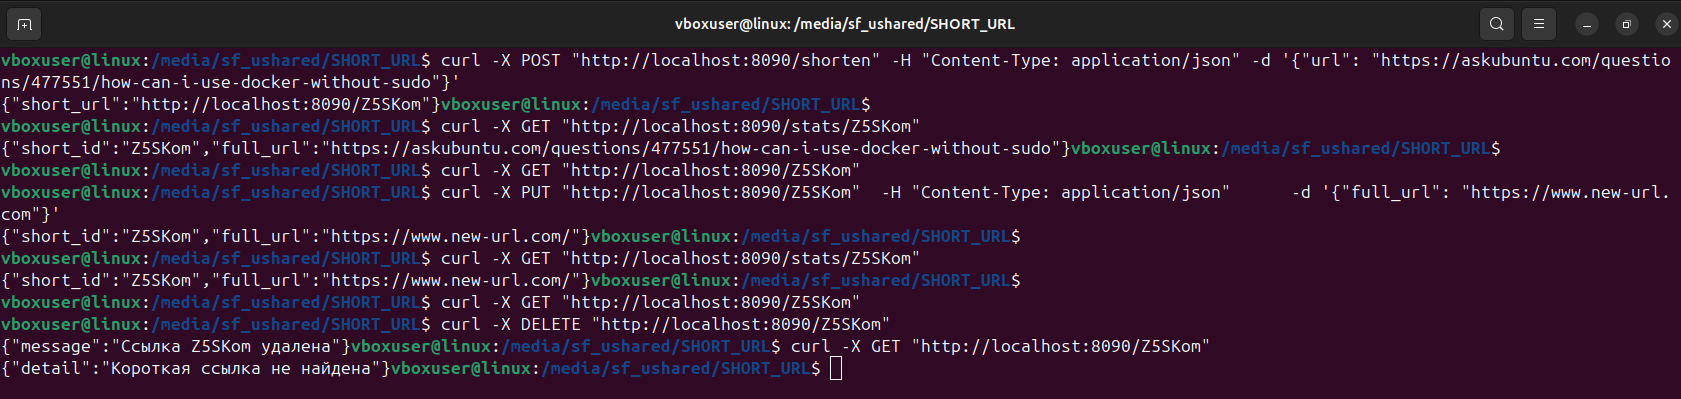 vboxuser@linux: /media/sf_ushared/SHORT_URL
vboxuser@linux:/media/sf_ushared/SHORT_URL$ curl -X POST "http://localhost:8090/shorten" -H "Content-Type: application/json" -d '{"url": "https://askubuntu.com/questio
ns/477551/how-can-i-use-docker-without-sudo"}'
{"short_url":"http://localhost:8090/Z5SKom"}vboxuser@linux:/media/sf_ushared/SHORT_URL$
vboxuser@linux:/media/sf_ushared/SHORT_URL$ curl -X GET "http://localhost:8090/stats/Z5SKom"
{"short_id":"Z5SKom","full_url":"https://askubuntu.com/questions/477551/how-can-i-use-docker-without-sudo"}vboxuser@linux:/media/sf_ushared/SHORT_URL$
vboxuser@linux:/media/sf_ushared/SHORT_URL$ curl -X GET "http://localhost:8090/Z5SKom"
vboxuser@linux:/media/sf_ushared/SHORT_URL$ curl -X PUT "http://localhost:8090/Z5SKom"  -H "Content-Type: application/json"      -d '{"full_url": "https://www.new-url.
com"}'
{"short_id":"Z5SKom","full_url":"https://www.new-url.com/"}vboxuser@linux:/media/sf_ushared/SHORT_URL$
vboxuser@linux:/media/sf_ushared/SHORT_URL$ curl -X GET "http://localhost:8090/stats/Z5SKom"
{"short_id":"Z5SKom","full_url":"https://www.new-url.com/"}vboxuser@linux:/media/sf_ushared/SHORT_URL$
vboxuser@linux:/media/sf_ushared/SHORT_URL$ curl -X GET "http://localhost:8090/Z5SKom"
vboxuser@linux:/media/sf_ushared/SHORT_URL$ curl -X DELETE "http://localhost:8090/Z5SKom"
{"message":"Ссылка Z5SKom удалена"}vboxuser@linux:/media/sf_ushared/SHORT_URL$ curl -X GET "http://localhost:8090/Z5SKom"
{"detail":"Короткая ссылка не найдена"}vboxuser@linux:/media/sf_ushared/SHORT_URL$